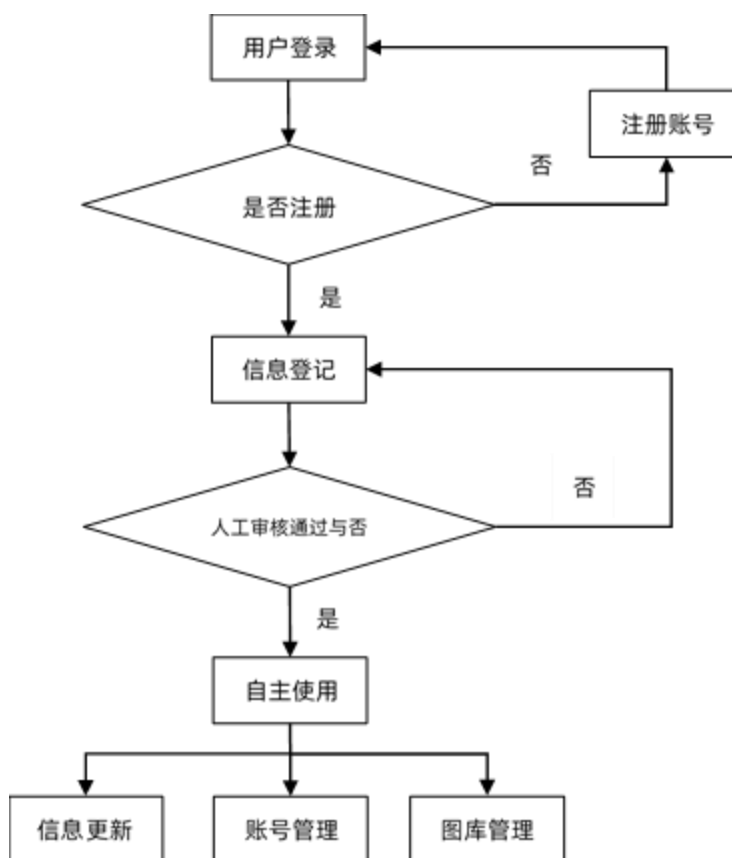 用户登录
注册账号
否
是否注册
是
信息登记
否
人工审核通过与否
是
自主使用
信息更新
账号管理
图库管理